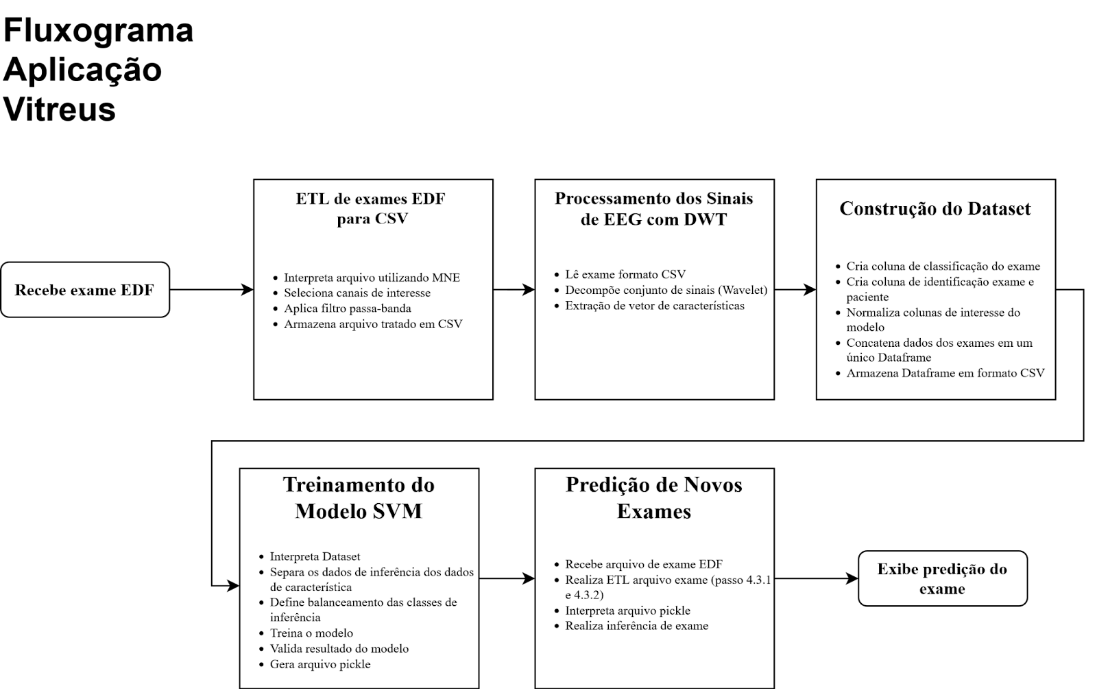 Fluxograma
Aplicação
Vitreus
Recebe exame EDF
ETL de exames EDF
para CSV
• Interpreta arquivo utilizando MNE
• Seleciona canais de interesse
• Aplica filtro passa-banda
• Armazena arquivo tratado em CSV
Processamento dos Sinais
de EEG com DWT
• Lê exame formato CSV
• Decompõe conjunto de sinais (Wavelet)
• Extração de vetor de características
Construção do Dataset
• Cria coluna de classificação do exame
• Cria coluna de identificação exame e
paciente
• Normaliza colunas de interesse do
modelo
• Concatena dados dos exames em um
único Dataframe
• Armazena Dataframe em formato CSV
Treinamento do
Modelo SVM
• Interpreta Dataset
• Separa os dados de inferência dos dados
de característica
• Define balanceamento das classes de
inferência
• Treina o modelo
• Valida resultado do modelo
• Gera arquivo pickle
Predição de Novos
Exames
• Recebe arquivo de exame EDF
• Realiza ETL arquivo exame (passo 4.3.1
e 4.3.2)
• Interpreta arquivo pickle
• Realiza inferência de exame
Exibe predição do
exame